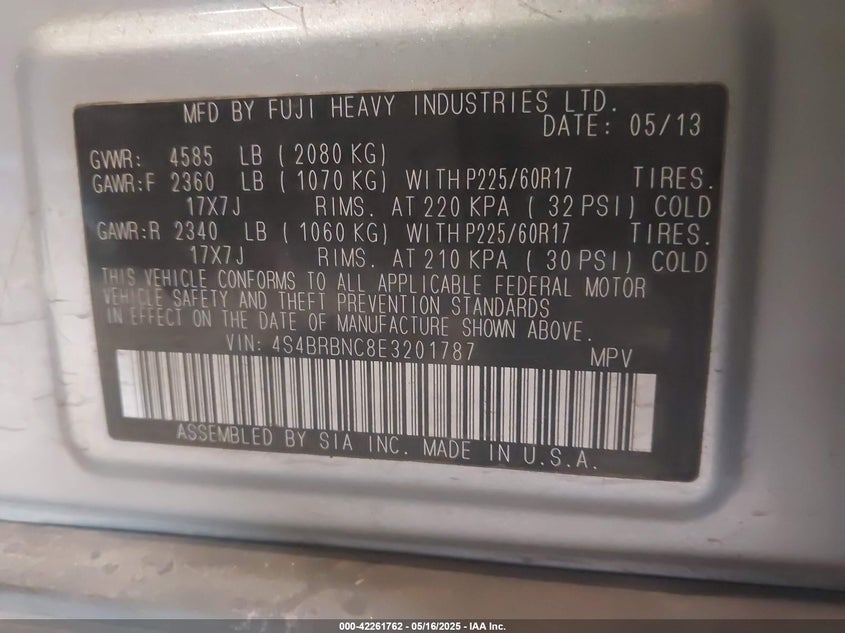 MFD BY FUJI HEAVY INDUSTRIES LTD.
DATE: 05/13
GVWR: 4585 LB ( 2080 KG)
GAWR:F 2360 LB ( 1070 KG) WITH P225/60R17 TIRES.
17X7J RIMS. AT 220 KPA ( 32 PSI) COLD
GAWR:R 2340 LB ( 1060 KG) WITH P225/60R17 TIRES.
17X7J RIMS. AT 210 KPA ( 30 PSI) COLD
THIS VEHICLE CONFORMS TO ALL APPLICABLE FEDERAL MOTOR
VEHICLE SAFETY AND THEFT PREVENTION STANDARDS
IN EFFECT ON THE DATE OF MANUFACTURE SHOWN ABOVE.
VIN: 4S4BRBNC8E3201787 MPV
ASSEMBLED BY SIA INC. MADE IN U.S.A.
000-42261762 - 05/16/2025 - IAA Inc.